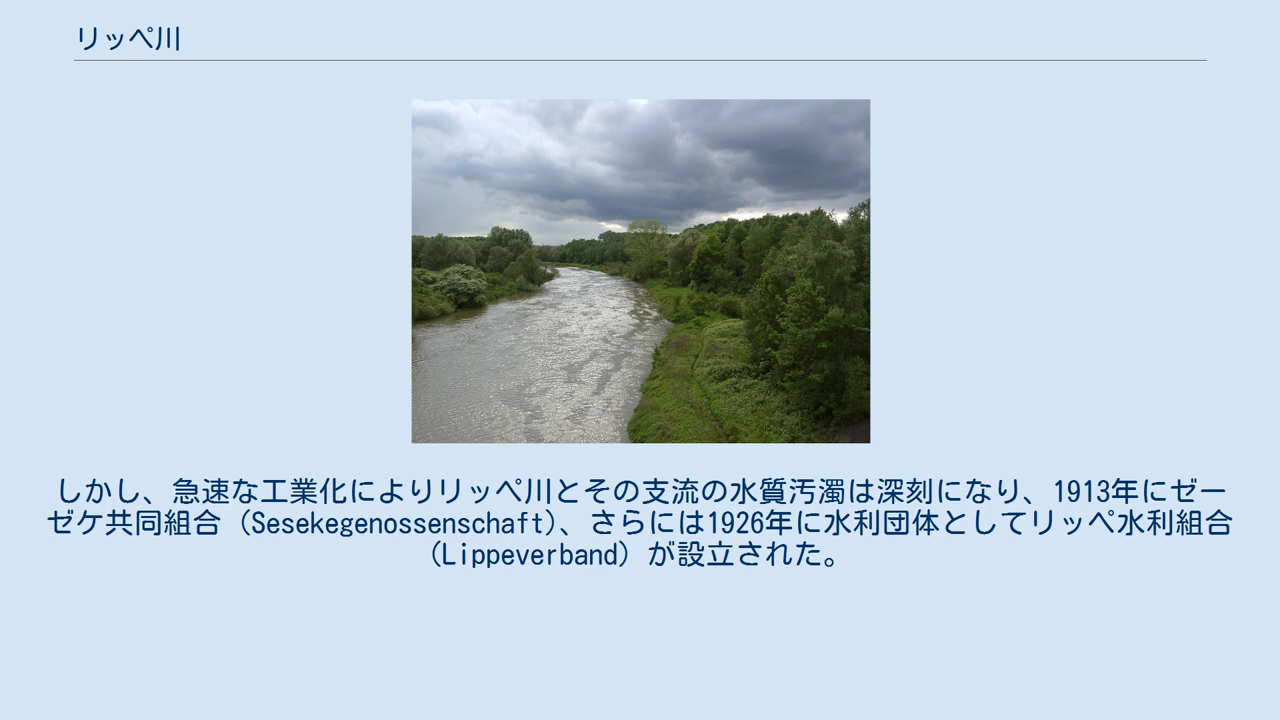 リッペ川
しかし、急速な工業化によりリッペ川とその支流の水質汚濁は深刻になり、1913年にゼー
ゼケ共同組合（Sesekegenossenschaft）、さらには1926年に水利団体としてリッペ水利組合
（Lippeverband）が設立された。